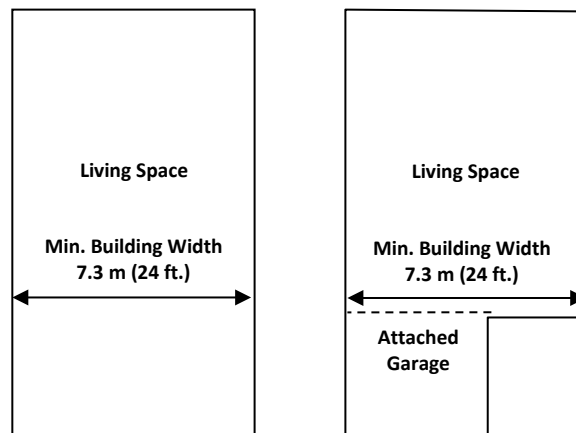 Living Space
Min. Building Width
7.3 m (24 ft.)
Living Space
Min. Building Width
7.3 m (24 ft.)
Attached
Garage